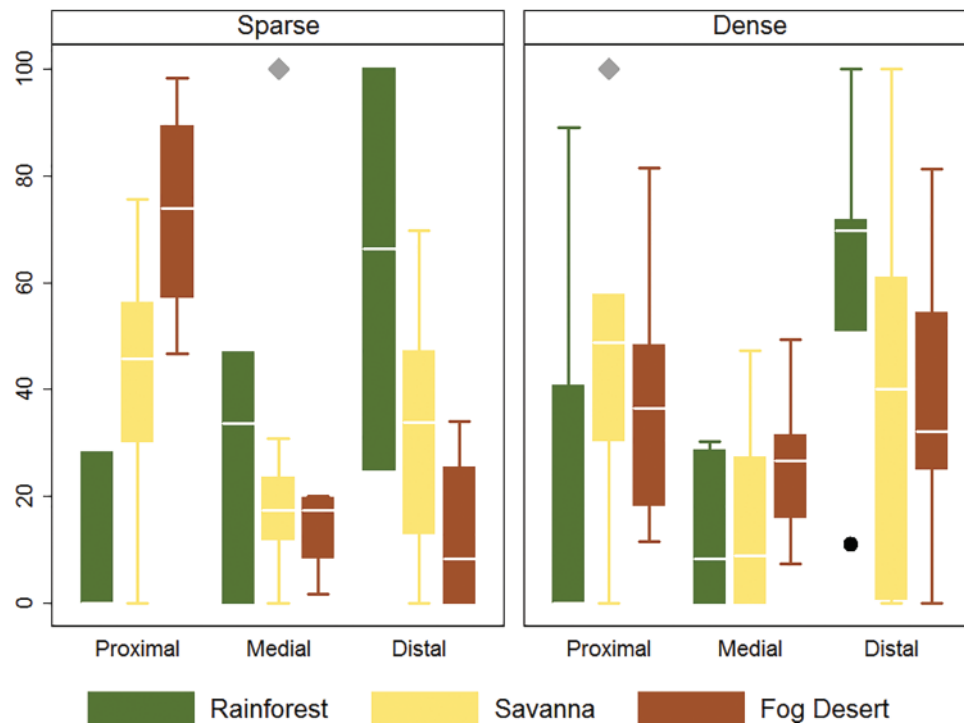 Sparse Dense
100
80
60
40
20
0
Proximal Medial Distal Proximal Medial Distal
Rainforest Savanna Fog Desert